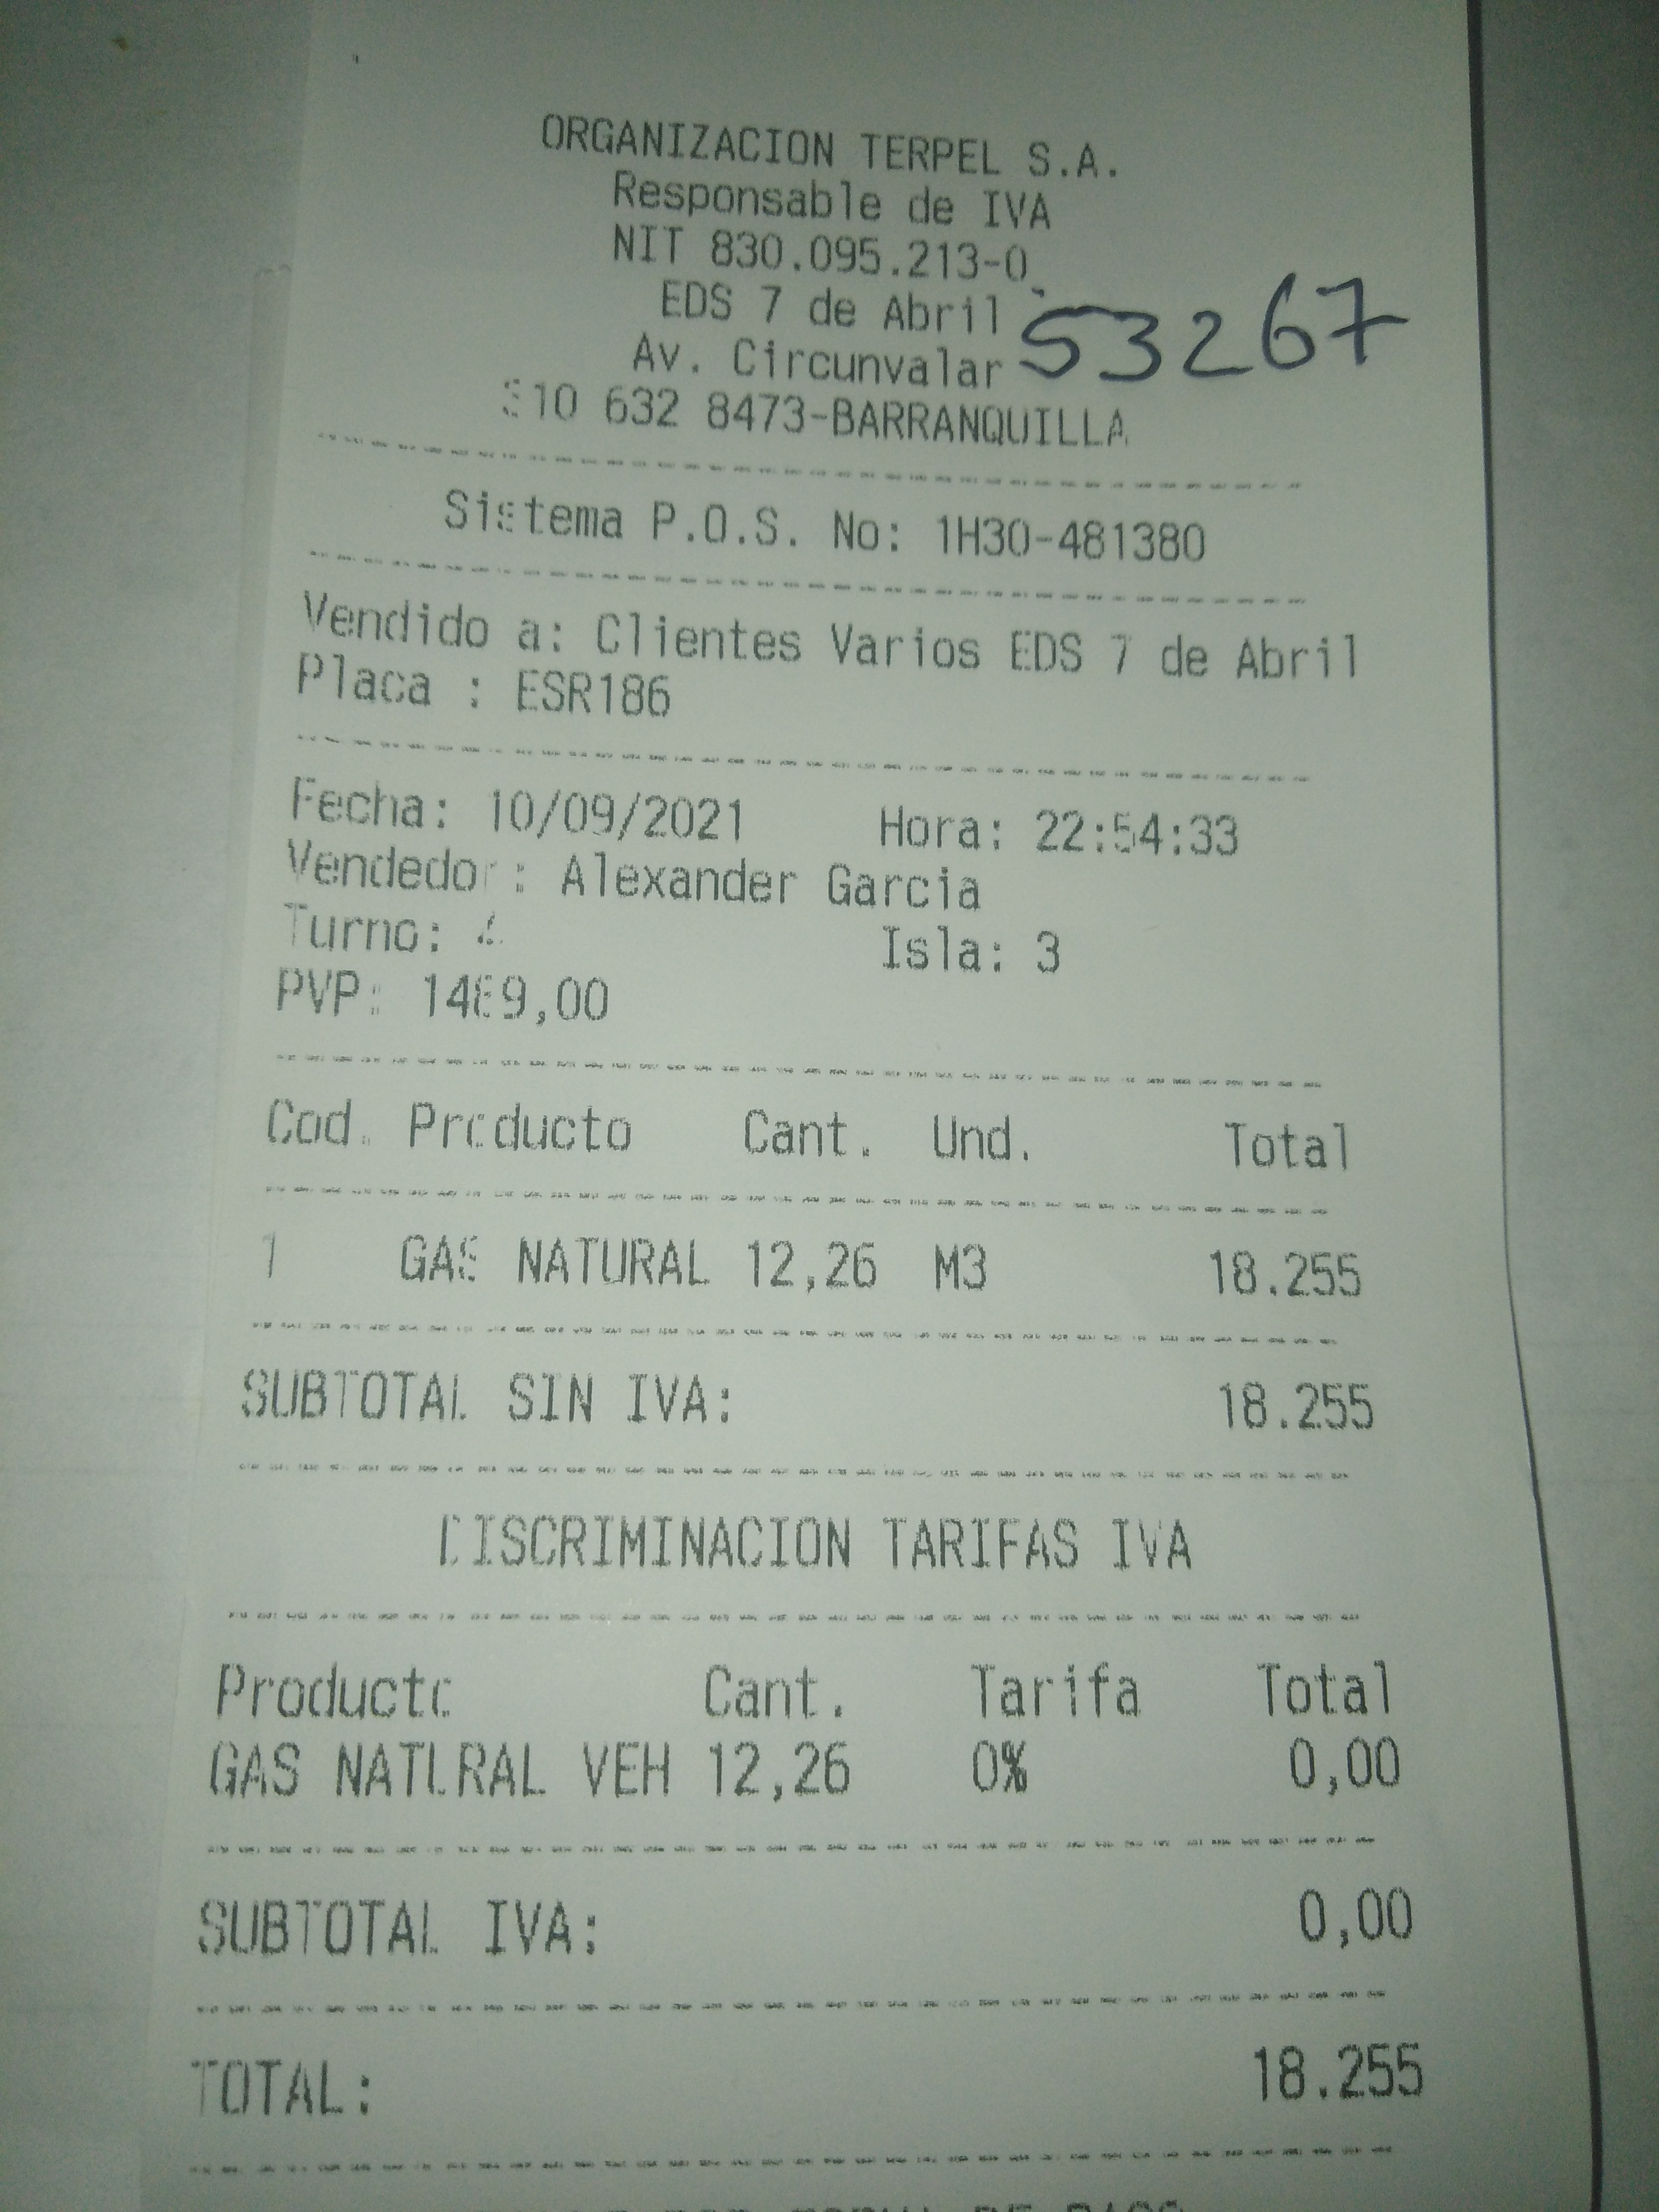 ORGANIZACION TERPEL S.A.
Responsable de IVA
NIT 830.095.213-0
EDS 7 de Abril
53267
Av. Circunvalar
310 632 8473-BARRANQUILLA
Sistema P.O.S. No: 1H30-481380
Vendido a: Clientes Varios EDS 7 de Abril
Placa : ESR186
Fecha: 10/09/2021 Hora: 22:54:33
Vendedor: Alexander Garcia
Turno: 4 Isla: 3
PVP: 1489,00
Cod. Producto Cant. Und. Total
1 GAS NATURAL 12,26 M3 18.255
SUBTOTAL SIN IVA: 18.255
DISCRIMINACION TARIFAS IVA
Producto Cant. Tarifa Total
GAS NATURAL VEH 12,26 0% 0,00
SUBTOTAL IVA: 0,00
TOTAL: 18.255